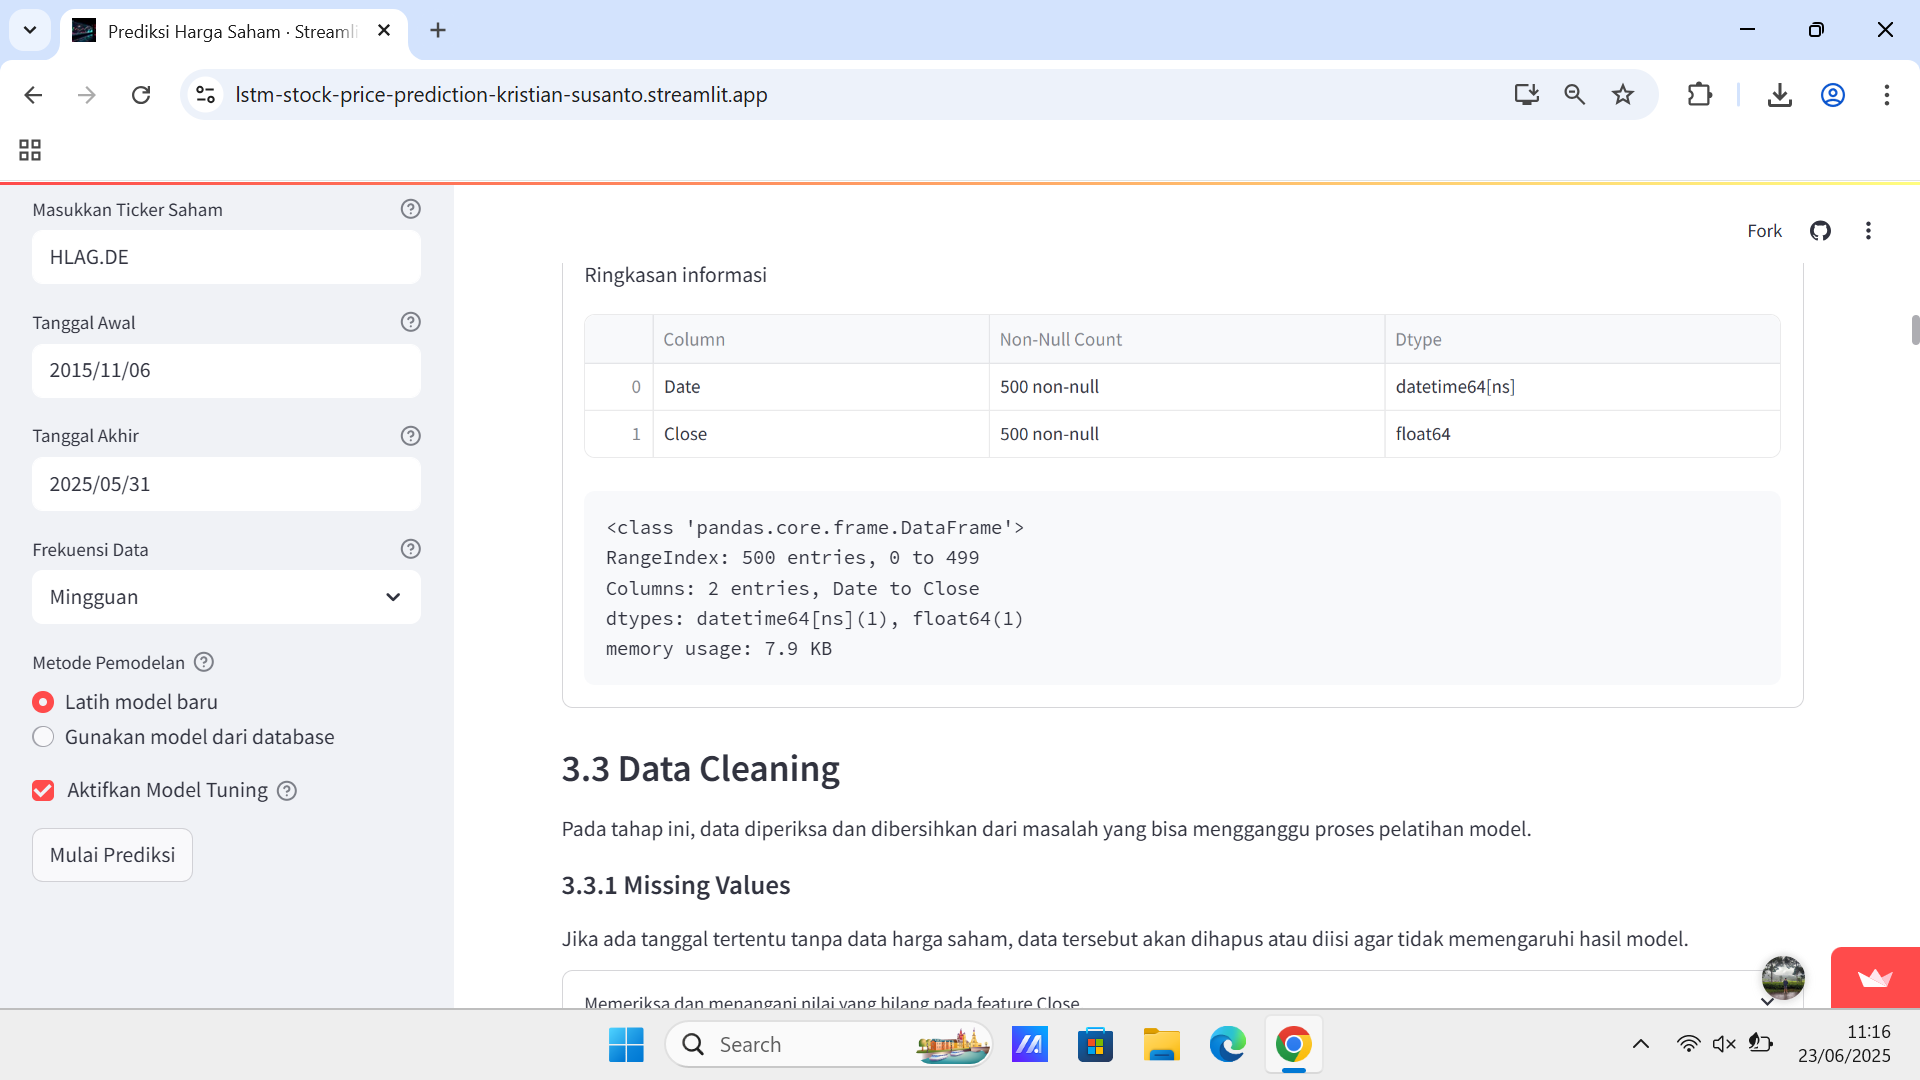 Prediksi Harga Saham · Streamli
lstm-stock-price-prediction-kristian-susanto.streamlit.app
Masukkan Ticker Saham
HLAG.DE
Tanggal Awal
2015/11/06
Tanggal Akhir
2025/05/31
Frekuensi Data
Mingguan
Metode Pemodelan
Latih model baru
Gunakan model dari database
Aktifkan Model Tuning
Mulai Prediksi
Fork
Ringkasan informasi
Column Non-Null Count Dtype
0 Date 500 non-null datetime64[ns]
1 Close 500 non-null float64
<class 'pandas.core.frame.DataFrame'>
RangeIndex: 500 entries, 0 to 499
Columns: 2 entries, Date to Close
dtypes: datetime64[ns](1), float64(1)
memory usage: 7.9 KB
3.3 Data Cleaning
Pada tahap ini, data diperiksa dan dibersihkan dari masalah yang bisa mengganggu proses pelatihan model.
3.3.1 Missing Values
Jika ada tanggal tertentu tanpa data harga saham, data tersebut akan dihapus atau diisi agar tidak memengaruhi hasil model.
Memeriksa dan menangani nilai yang hilang pada feature Close
Search
11:16
23/06/2025